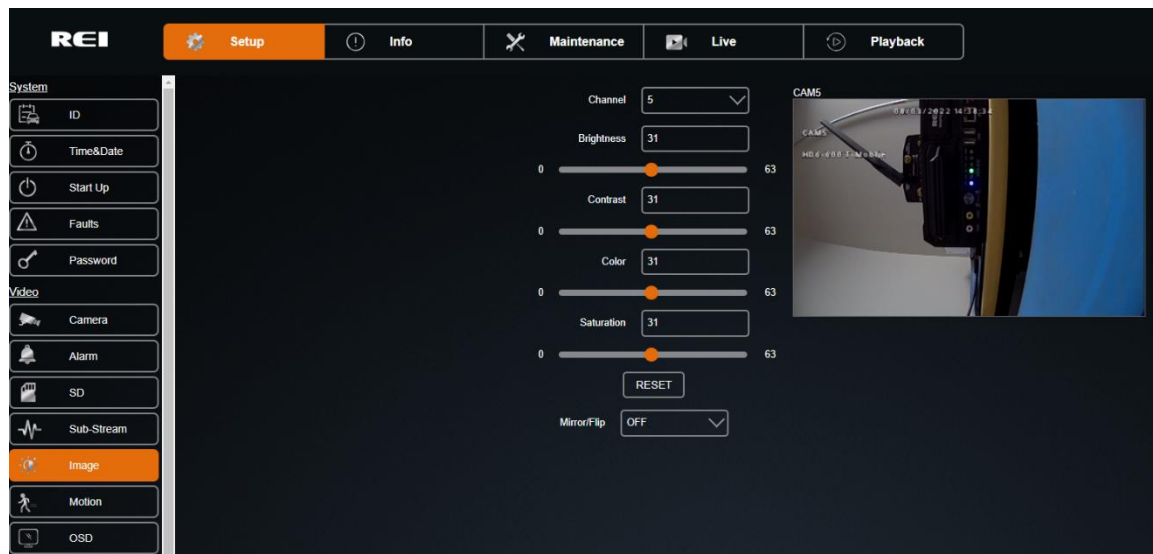 REI
Setup
Info
Maintenance
Live
Playback
System
ID
Time&Date
Start Up
Faults
Password
Video
Camera
Alarm
SD
Sub-Stream
Image
Motion
OSD
Channel 5
Brightness 31
0 63
Contrast 31
0 63
Color 31
0 63
Saturation 31
0 63
RESET
Mirror/Flip OFF
CAM5
CAM5